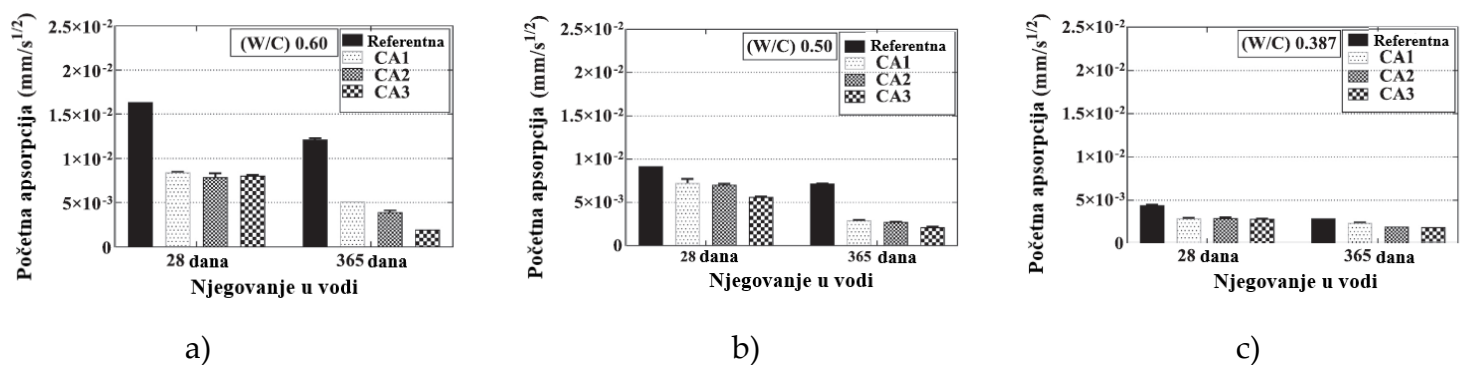 Početna apsorpcija (mm/s^1/2)
2.5×10^-2
2×10^-2
1.5×10^-2
1×10^-2
5×10^-3
0
(W/C) 0.60
Referentna
CA1
CA2
CA3
28 dana 365 dana
Njegovanje u vodi
a)
Početna apsorpcija (mm/s^1/2)
2.5×10^-2
2×10^-2
1.5×10^-2
1×10^-2
5×10^-3
0
(W/C) 0.50
Referentna
CA1
CA2
CA3
28 dana 365 dana
Njegovanje u vodi
b)
Početna apsorpcija (mm/s^1/2)
2.5×10^-2
2×10^-2
1.5×10^-2
1×10^-2
5×10^-3
0
(W/C) 0.387
Referentna
CA1
CA2
CA3
28 dana 365 dana
Njegovanje u vodi
c)